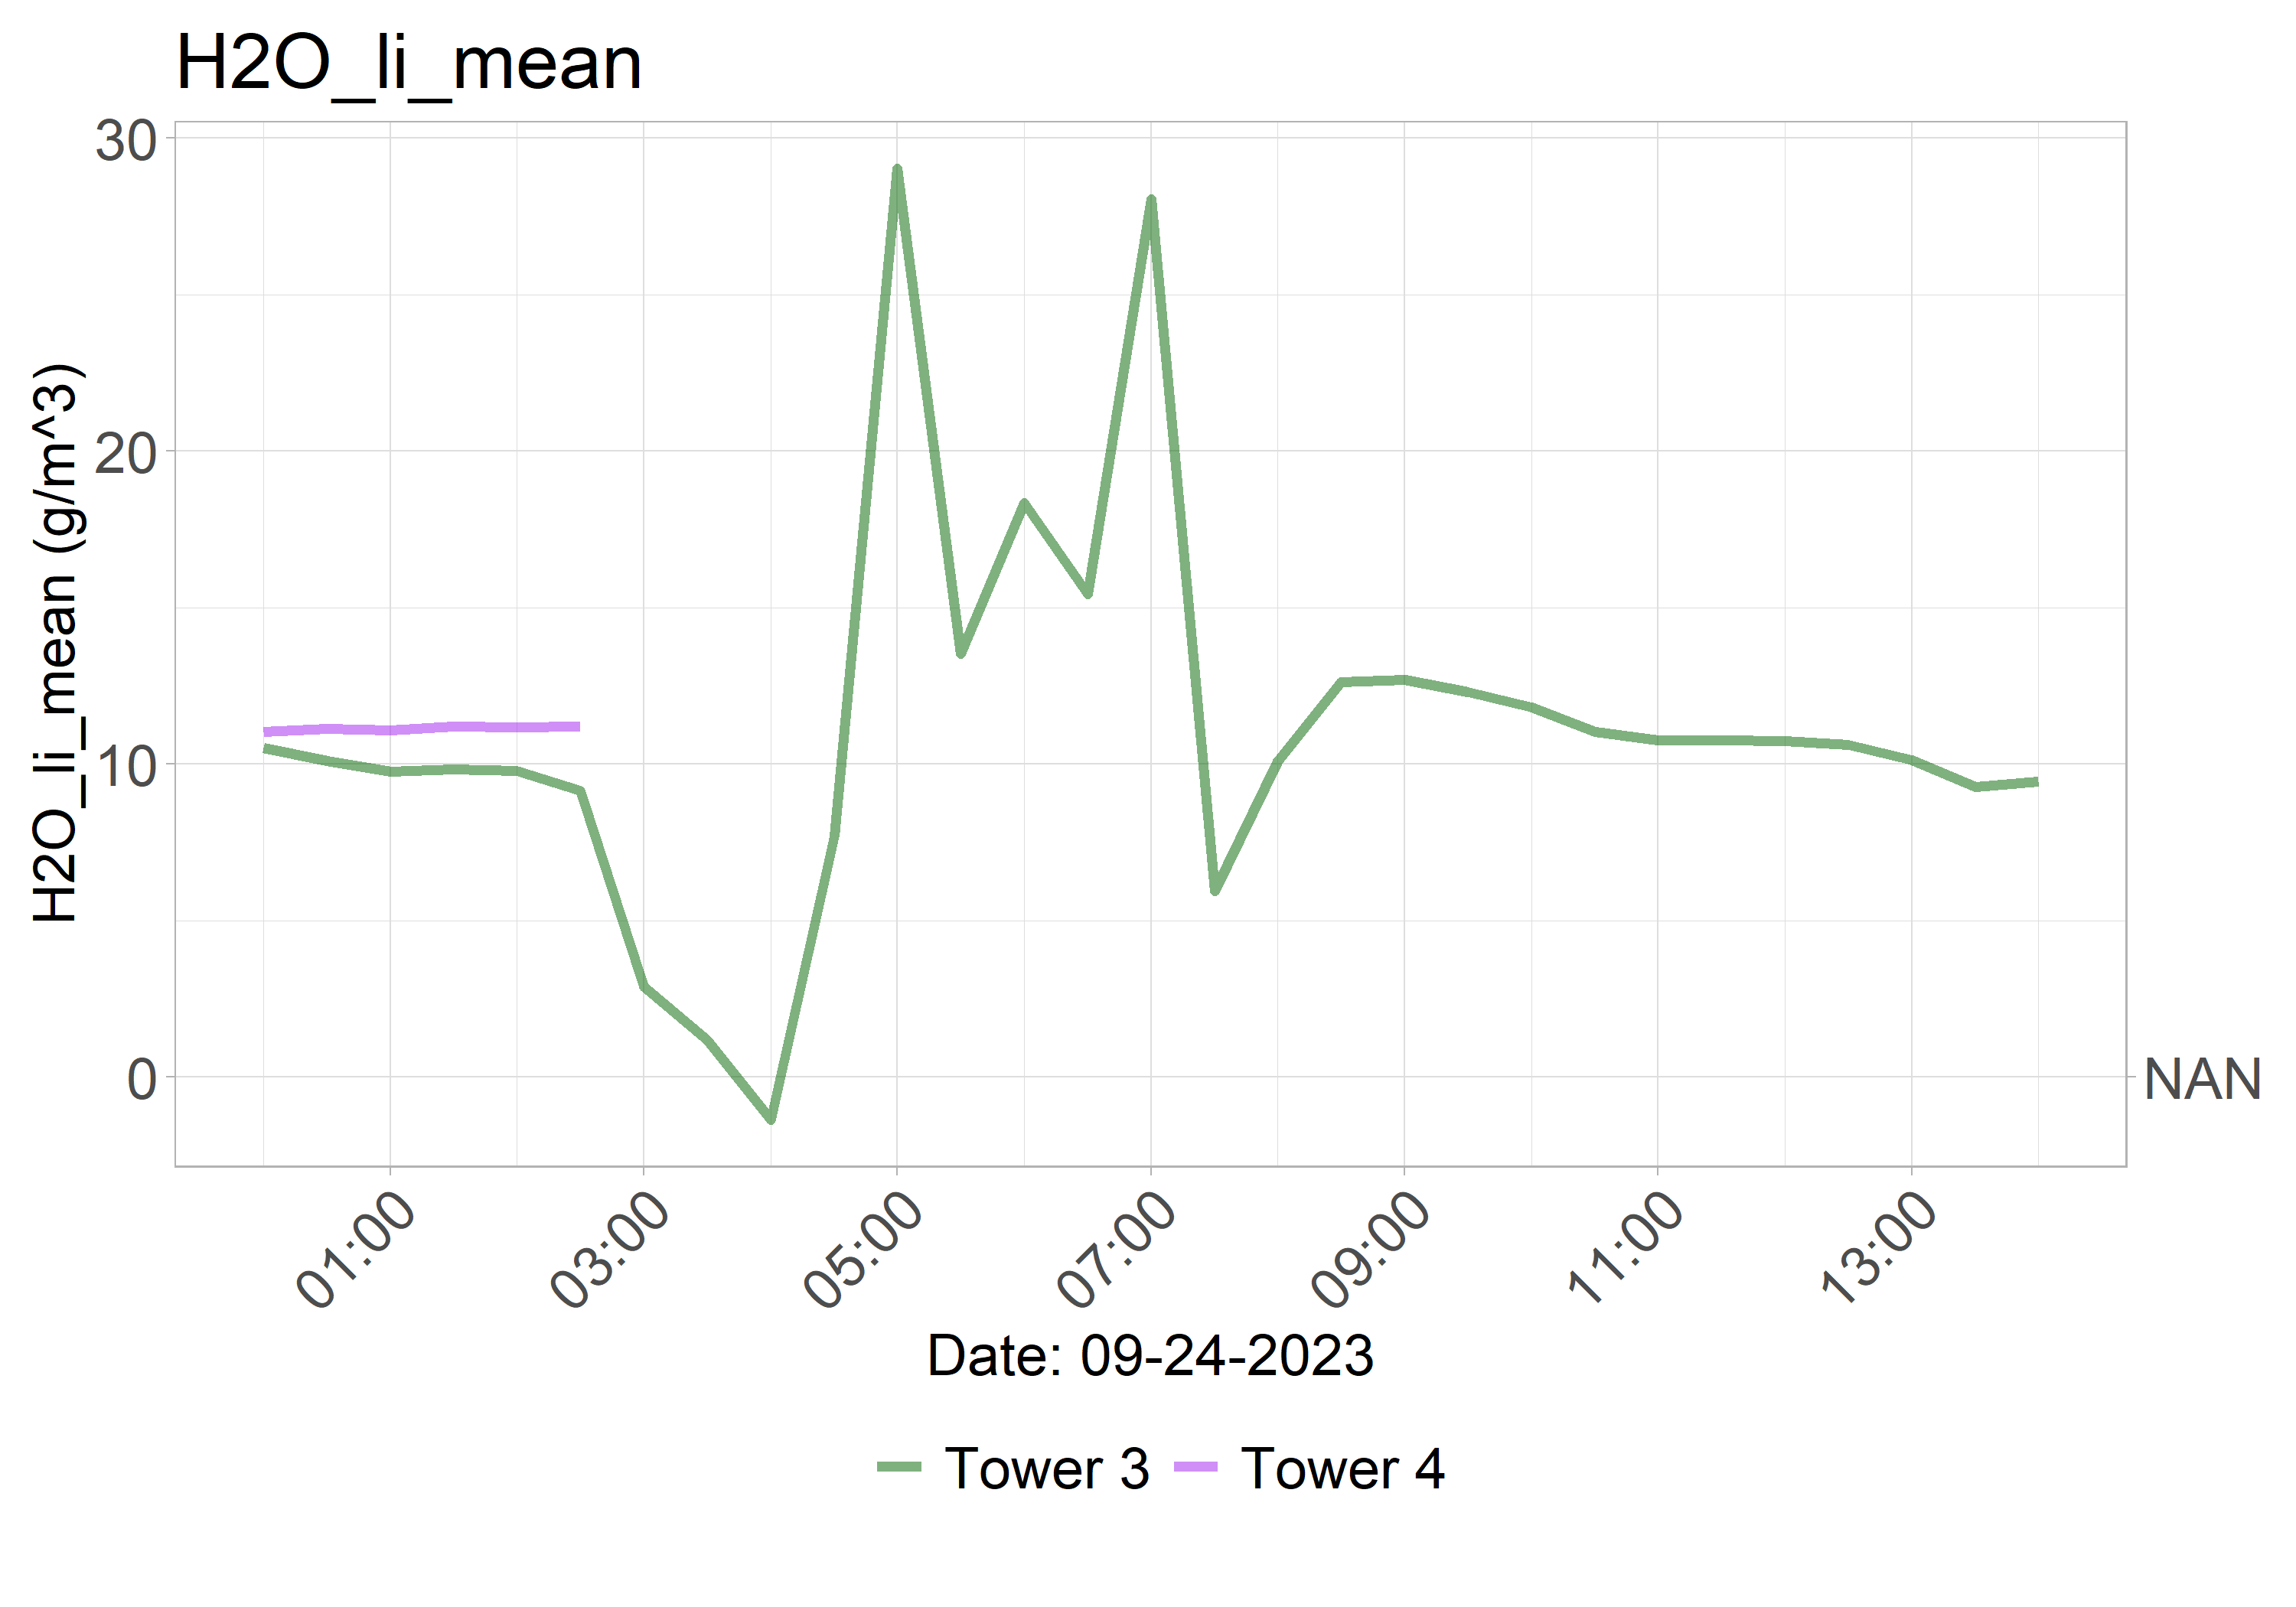 H2O_li_mean
H2O_li_mean (g/m^3)
30
20
10
0
NAN
01:00
03:00
05:00
07:00
09:00
11:00
13:00
Date: 09-24-2023
Tower 3
Tower 4